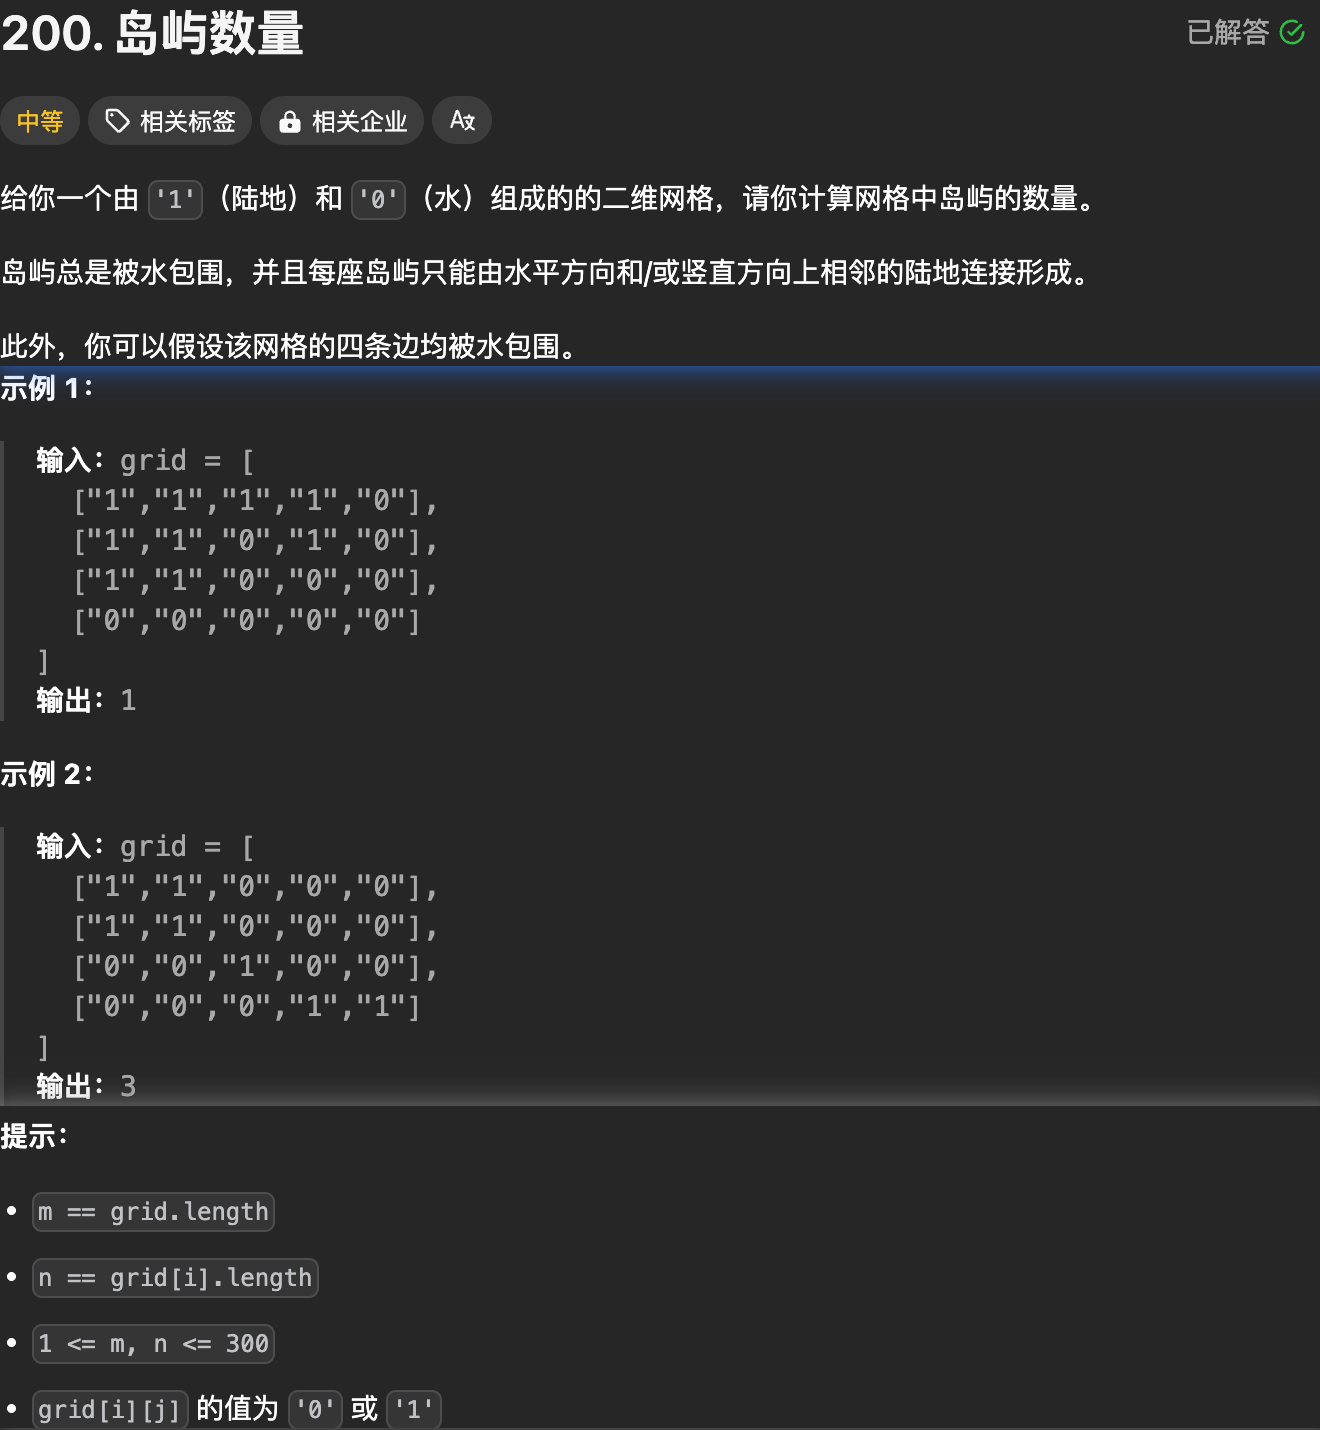 200. 岛屿数量
已解答
中等
相关标签
相关企业
给你一个由 '1'（陆地）和 '0'（水）组成的的二维网格，请你计算网格中岛屿的数量。
岛屿总是被水包围，并且每座岛屿只能由水平方向和/或竖直方向上相邻的陆地连接形成。
此外，你可以假设该网格的四条边均被水包围。
示例 1：
输入：grid = [
["1","1","1","1","0"],
["1","1","0","1","0"],
["1","1","0","0","0"],
["0","0","0","0","0"]
]
输出：1
示例 2：
输入：grid = [
["1","1","0","0","0"],
["1","1","0","0","0"],
["0","0","1","0","0"],
["0","0","0","1","1"]
]
输出：3
提示：
• m == grid.length
• n == grid[i].length
• 1 <= m, n <= 300
• grid[i][j] 的值为 '0' 或 '1'